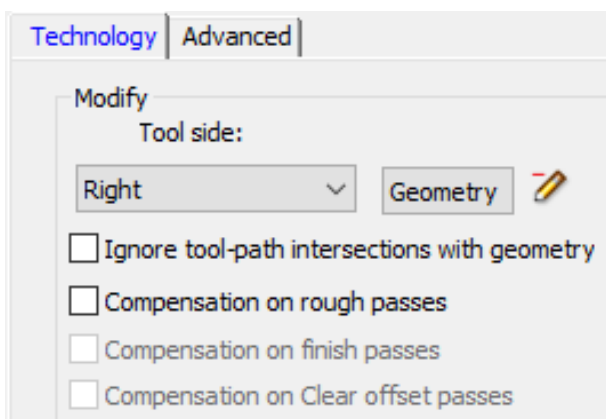 Technology Advanced
Modify
Tool side:
Right Geometry
Ignore tool-path intersections with geometry
Compensation on rough passes
Compensation on finish passes
Compensation on Clear offset passes